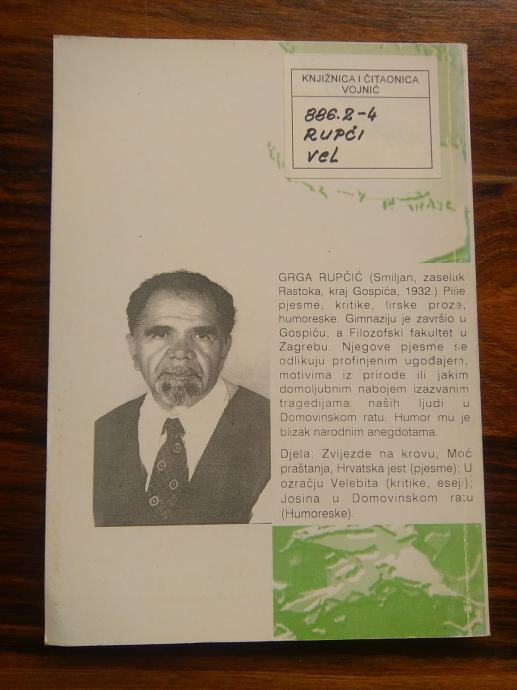 KNJIŽNICA I ČITAONICA
VOJNIĆ
886.2-4
RUPČI
VEL
GRGA RUPČIĆ (Smiljan, zaselak
Rastoka, kraj Gospića, 1932.) Piše
pjesme, kritike, lirske proze,
humoreske. Gimnaziju je završio u
Gospiću, a Filozofski fakultet u
Zagrebu. Njegove pjesme se
odlikuju profinjenim ugođajem,
motivima iz prirode ili jakim
domoljubnim nabojem izazvanim
tragedijama naših ljudi u
Domovinskom ratu. Humor mu je
blizak narodnim anegdotama.
Djela: Zvijezde na krovu, Moć
praštanja, Hrvatska jest (pjesme); U
ozračju Velebita (kritike, eseji);
Josina u Domovinskom ratu
(Humoreske).